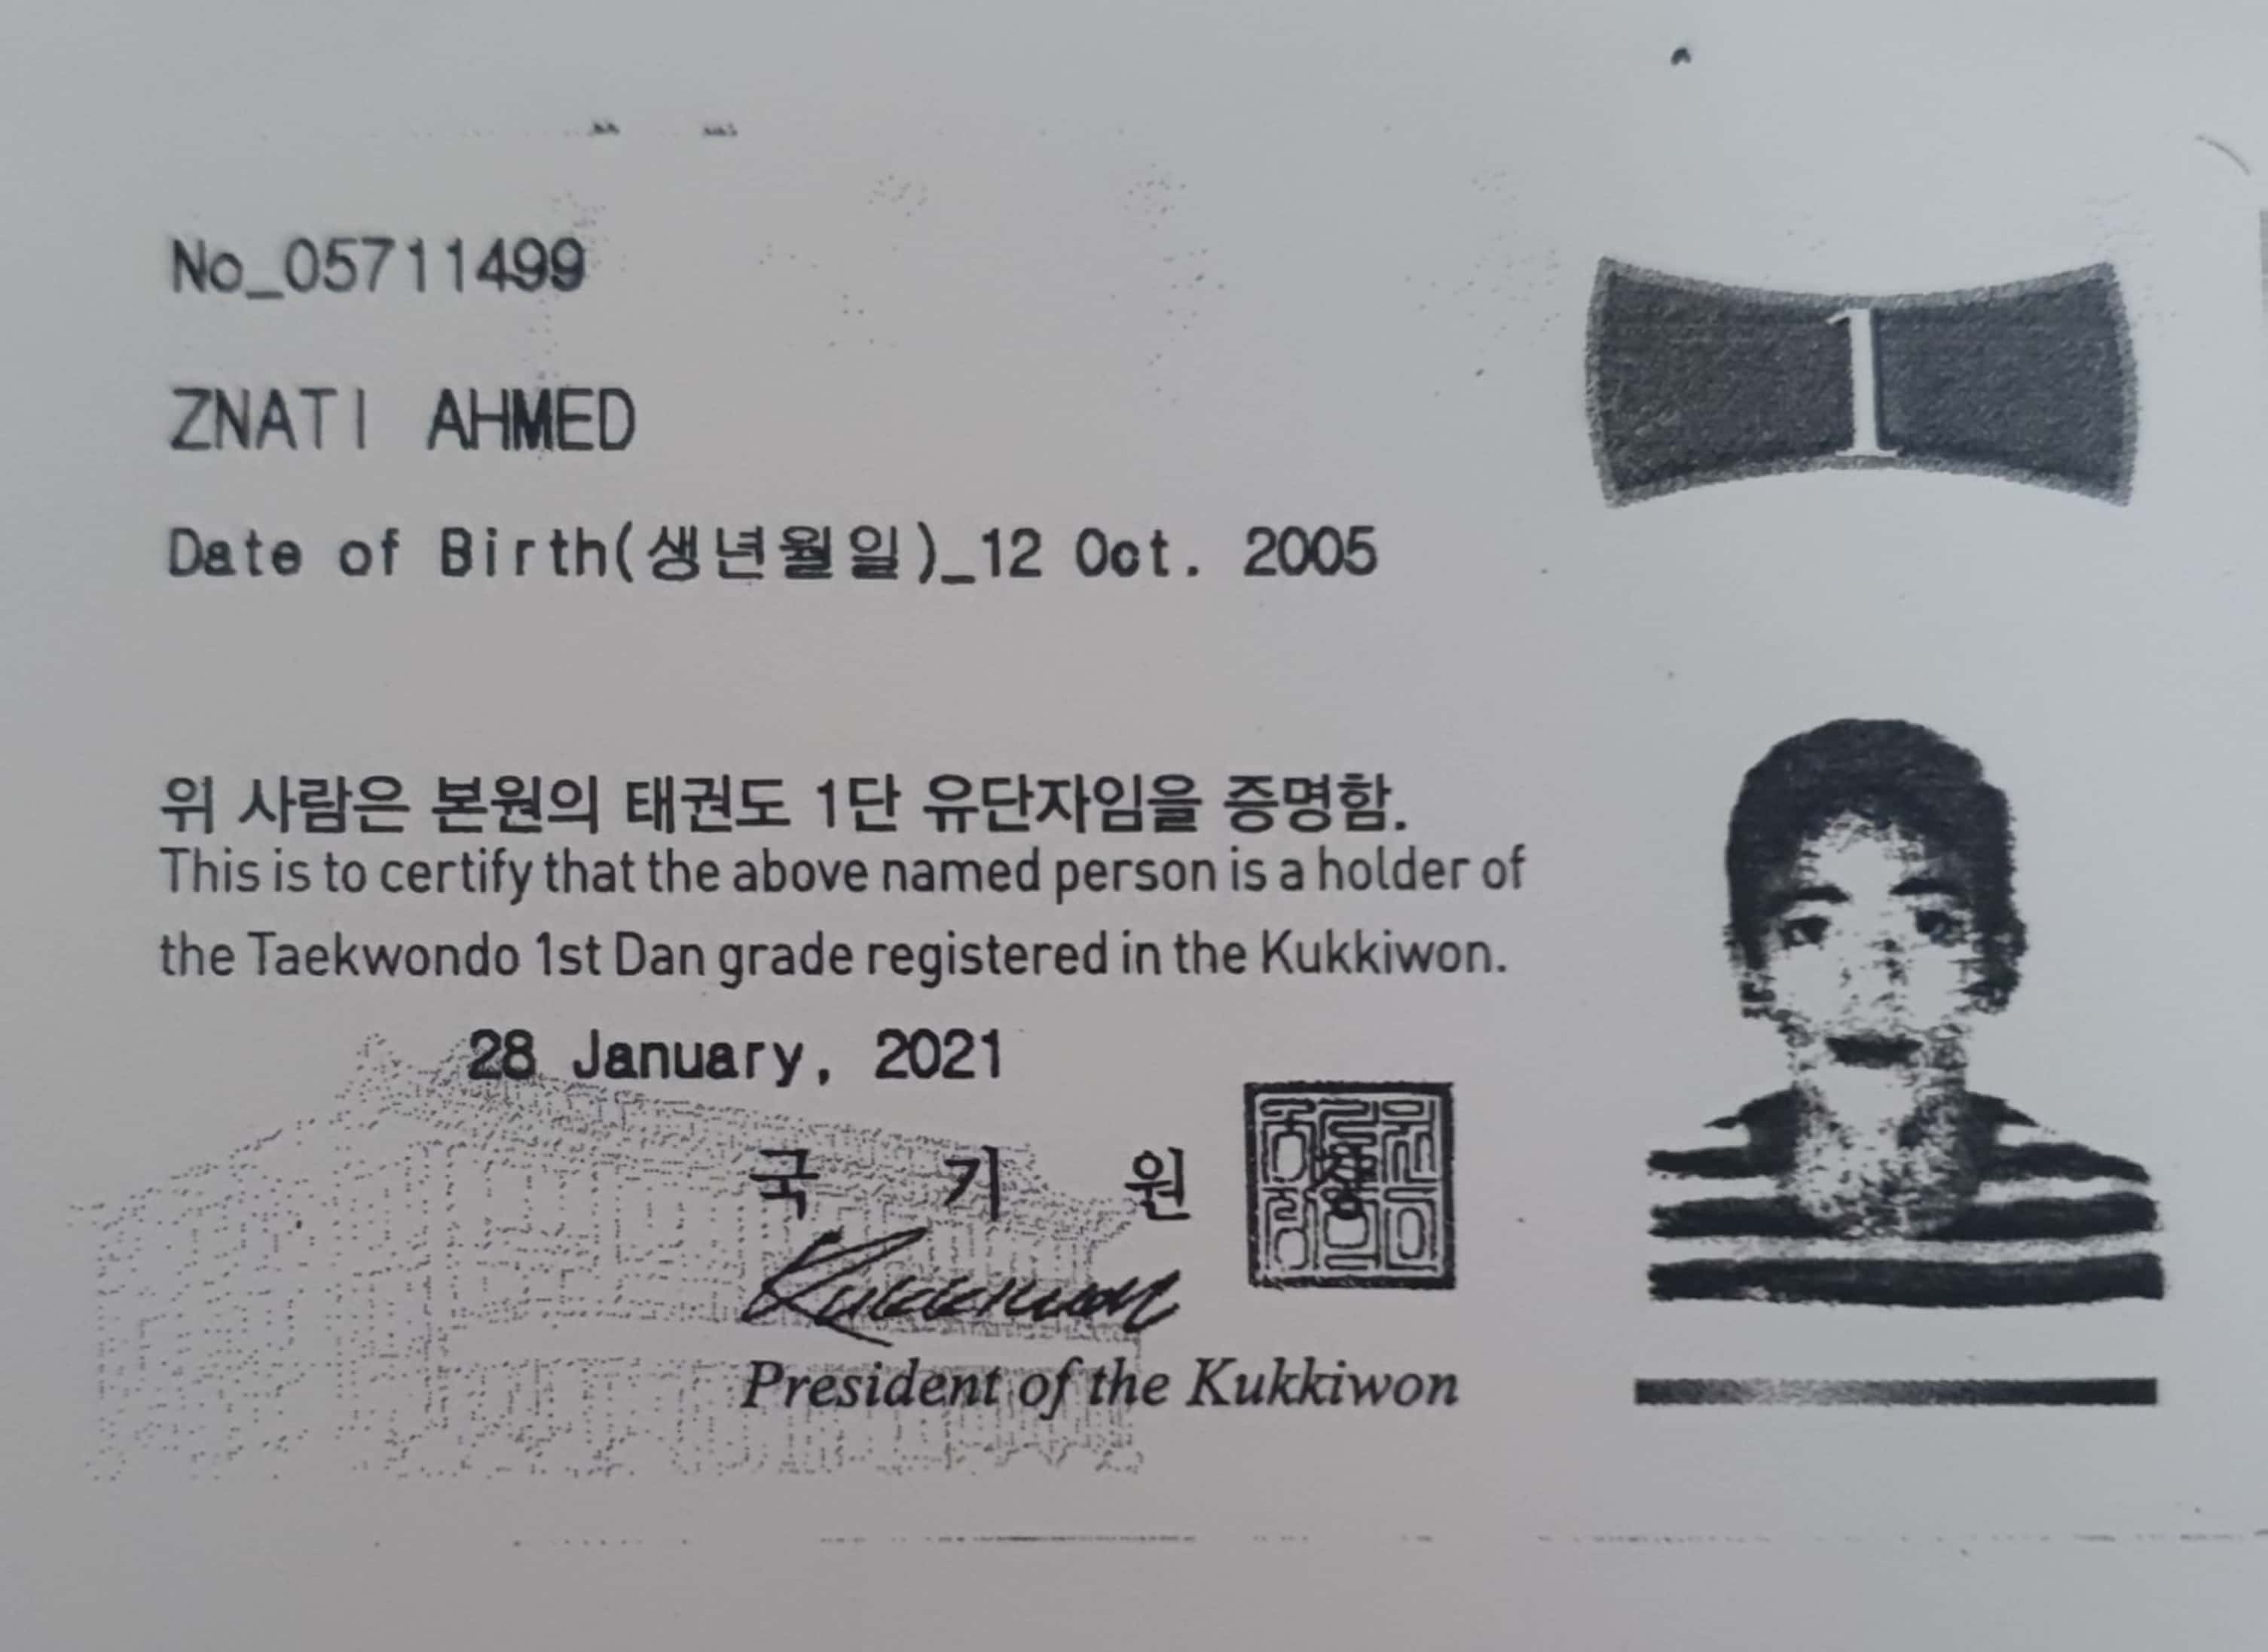 No_05711499
1
ZNATI AHMED
Date of Birth(생년월일)_12 Oct. 2005
위 사람은 본원의 태권도 1단 유단자임을 증명함.
This is to certify that the above named person is a holder of
the Taekwondo 1st Dan grade registered in the Kukkiwon.
28 January, 2021
국 기 원
Kukkiwon
President of the Kukkiwon